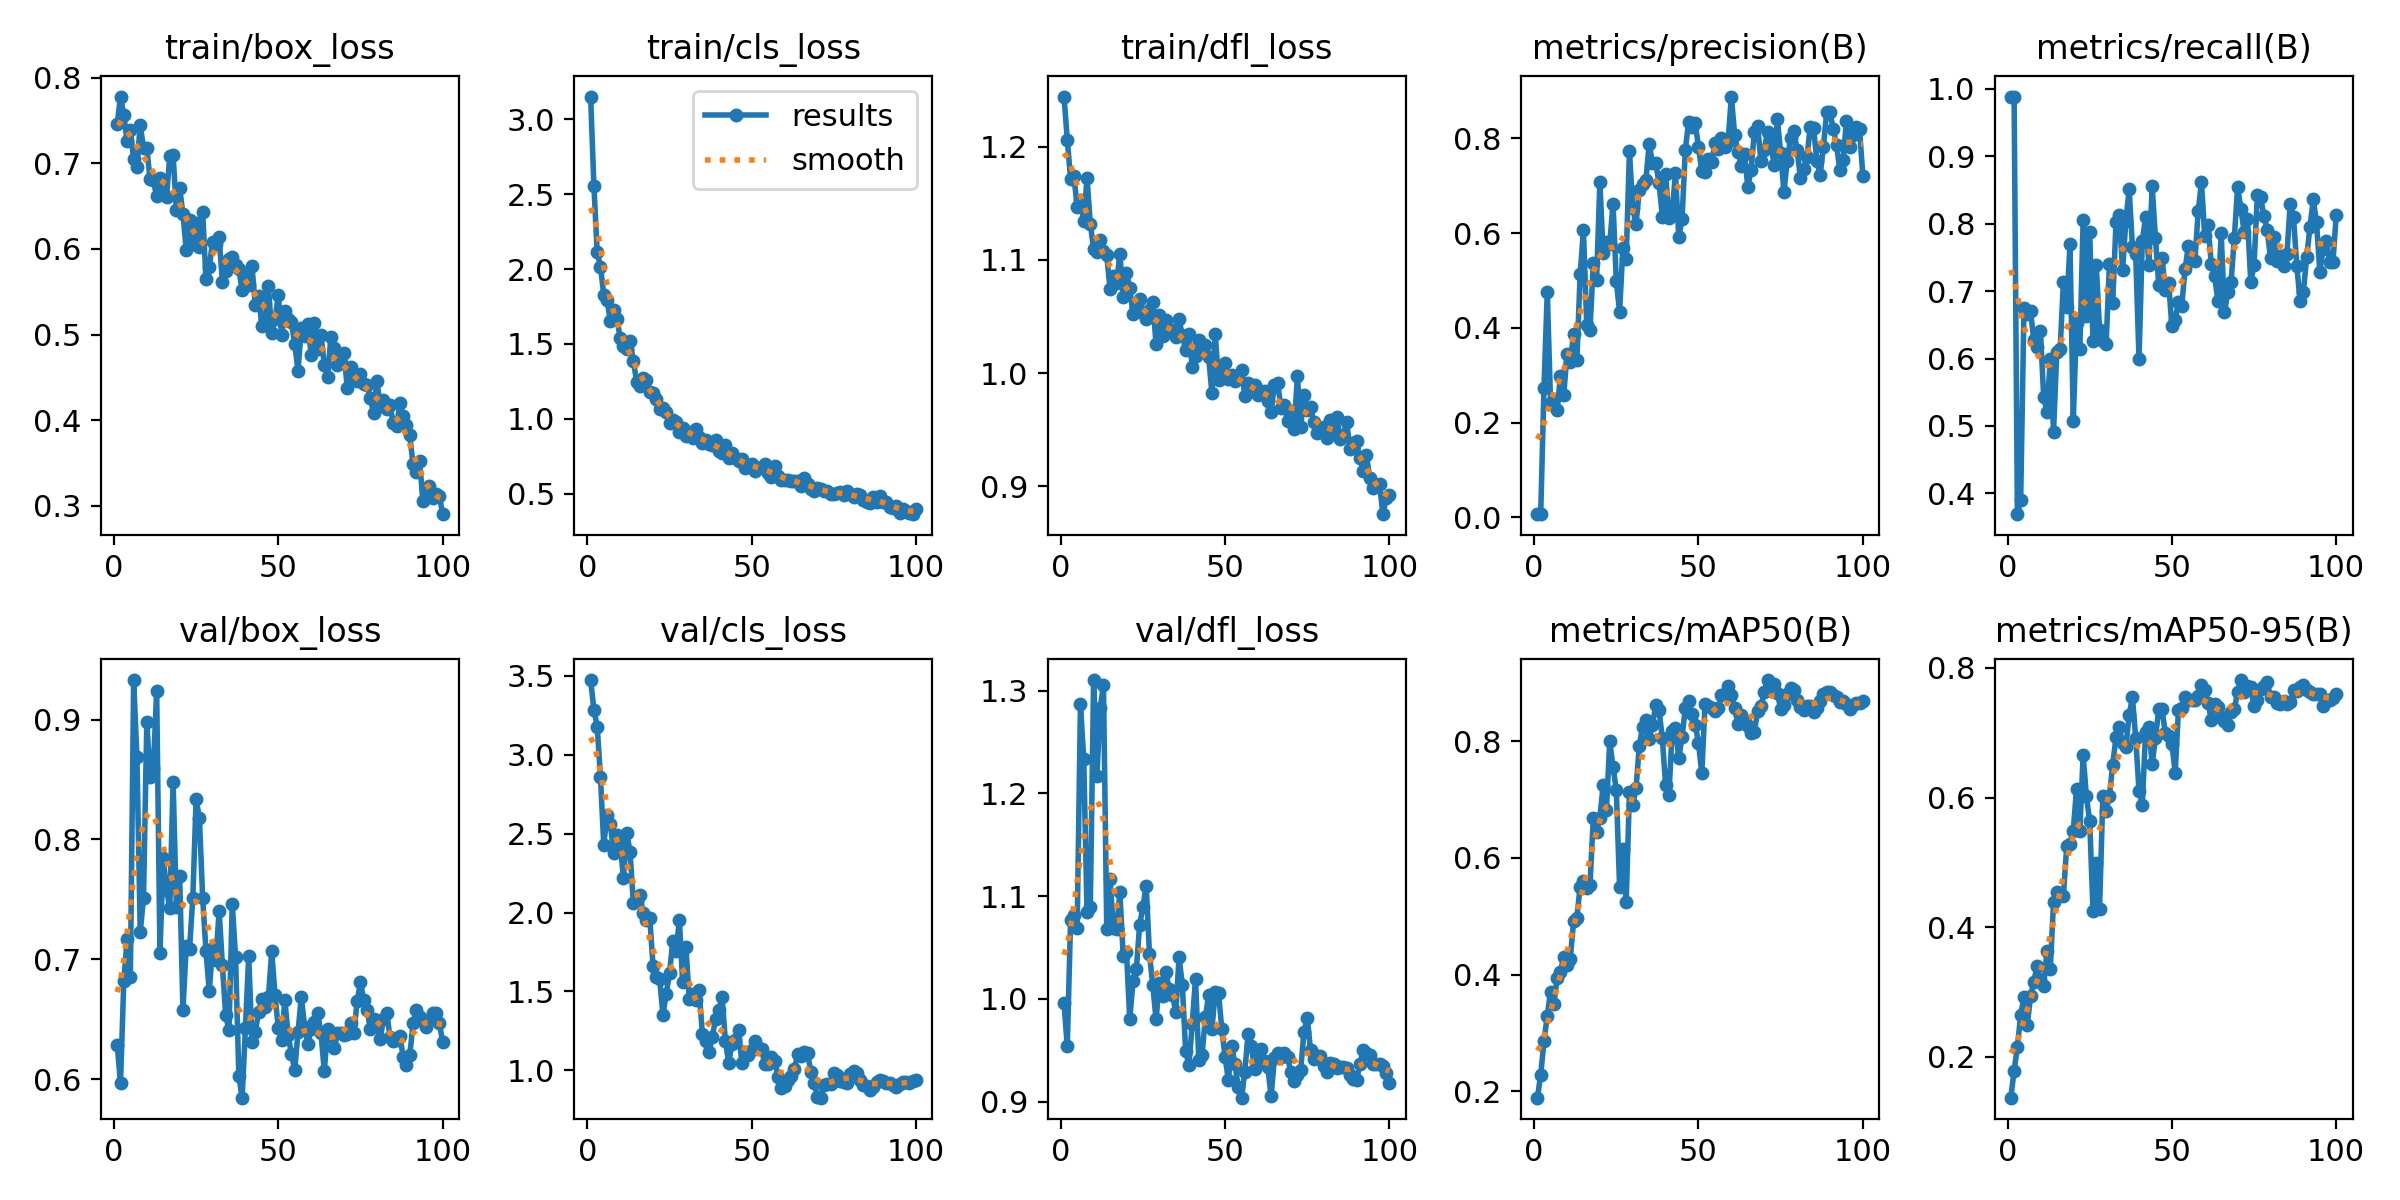 train/box_loss
0.8
0.7
0.6
0.5
0.4
0.3
0 50 100
train/cls_loss
results
smooth
3.0
2.5
2.0
1.5
1.0
0.5
0 50 100
train/dfl_loss
1.2
1.1
1.0
0.9
0 50 100
metrics/precision(B)
0.8
0.6
0.4
0.2
0.0
0 50 100
metrics/recall(B)
1.0
0.9
0.8
0.7
0.6
0.5
0.4
0 50 100
val/box_loss
0.9
0.8
0.7
0.6
0 50 100
val/cls_loss
3.5
3.0
2.5
2.0
1.5
1.0
0 50 100
val/dfl_loss
1.3
1.2
1.1
1.0
0.9
0 50 100
metrics/mAP50(B)
0.8
0.6
0.4
0.2
0 50 100
metrics/mAP50-95(B)
0.8
0.6
0.4
0.2
0 50 100